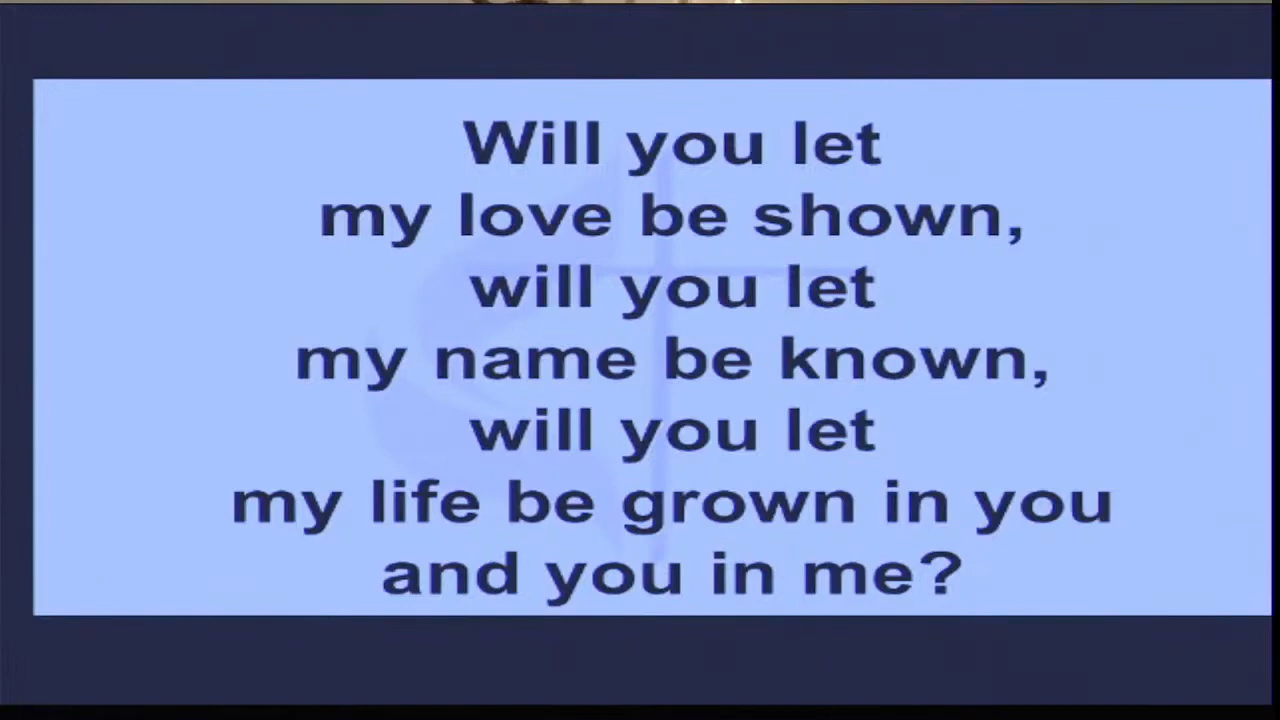 Will you let
my love be shown,
will you let
my name be known,
will you let
my life be grown in you
and you in me?